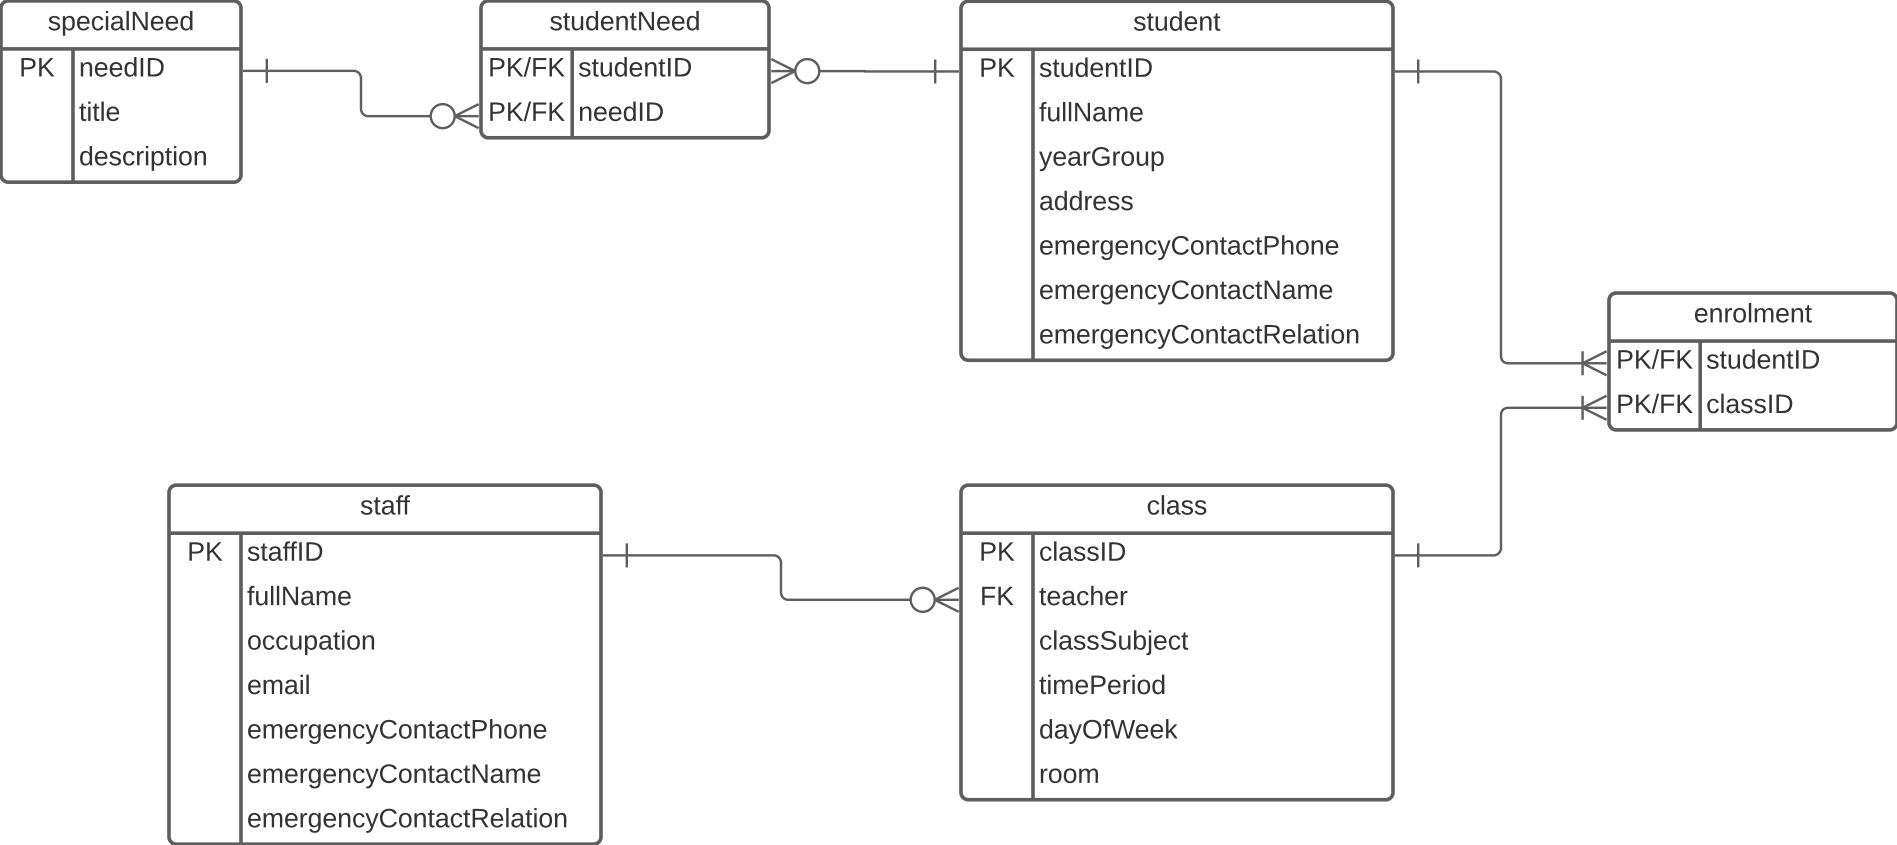 specialNeed
PK needID
title
description
studentNeed
PK/FK studentID
PK/FK needID
student
PK studentID
fullName
yearGroup
address
emergencyContactPhone
emergencyContactName
emergencyContactRelation
enrolment
PK/FK studentID
PK/FK classID
staff
PK staffID
fullName
occupation
email
emergencyContactPhone
emergencyContactName
emergencyContactRelation
class
PK classID
FK teacher
classSubject
timePeriod
dayOfWeek
room